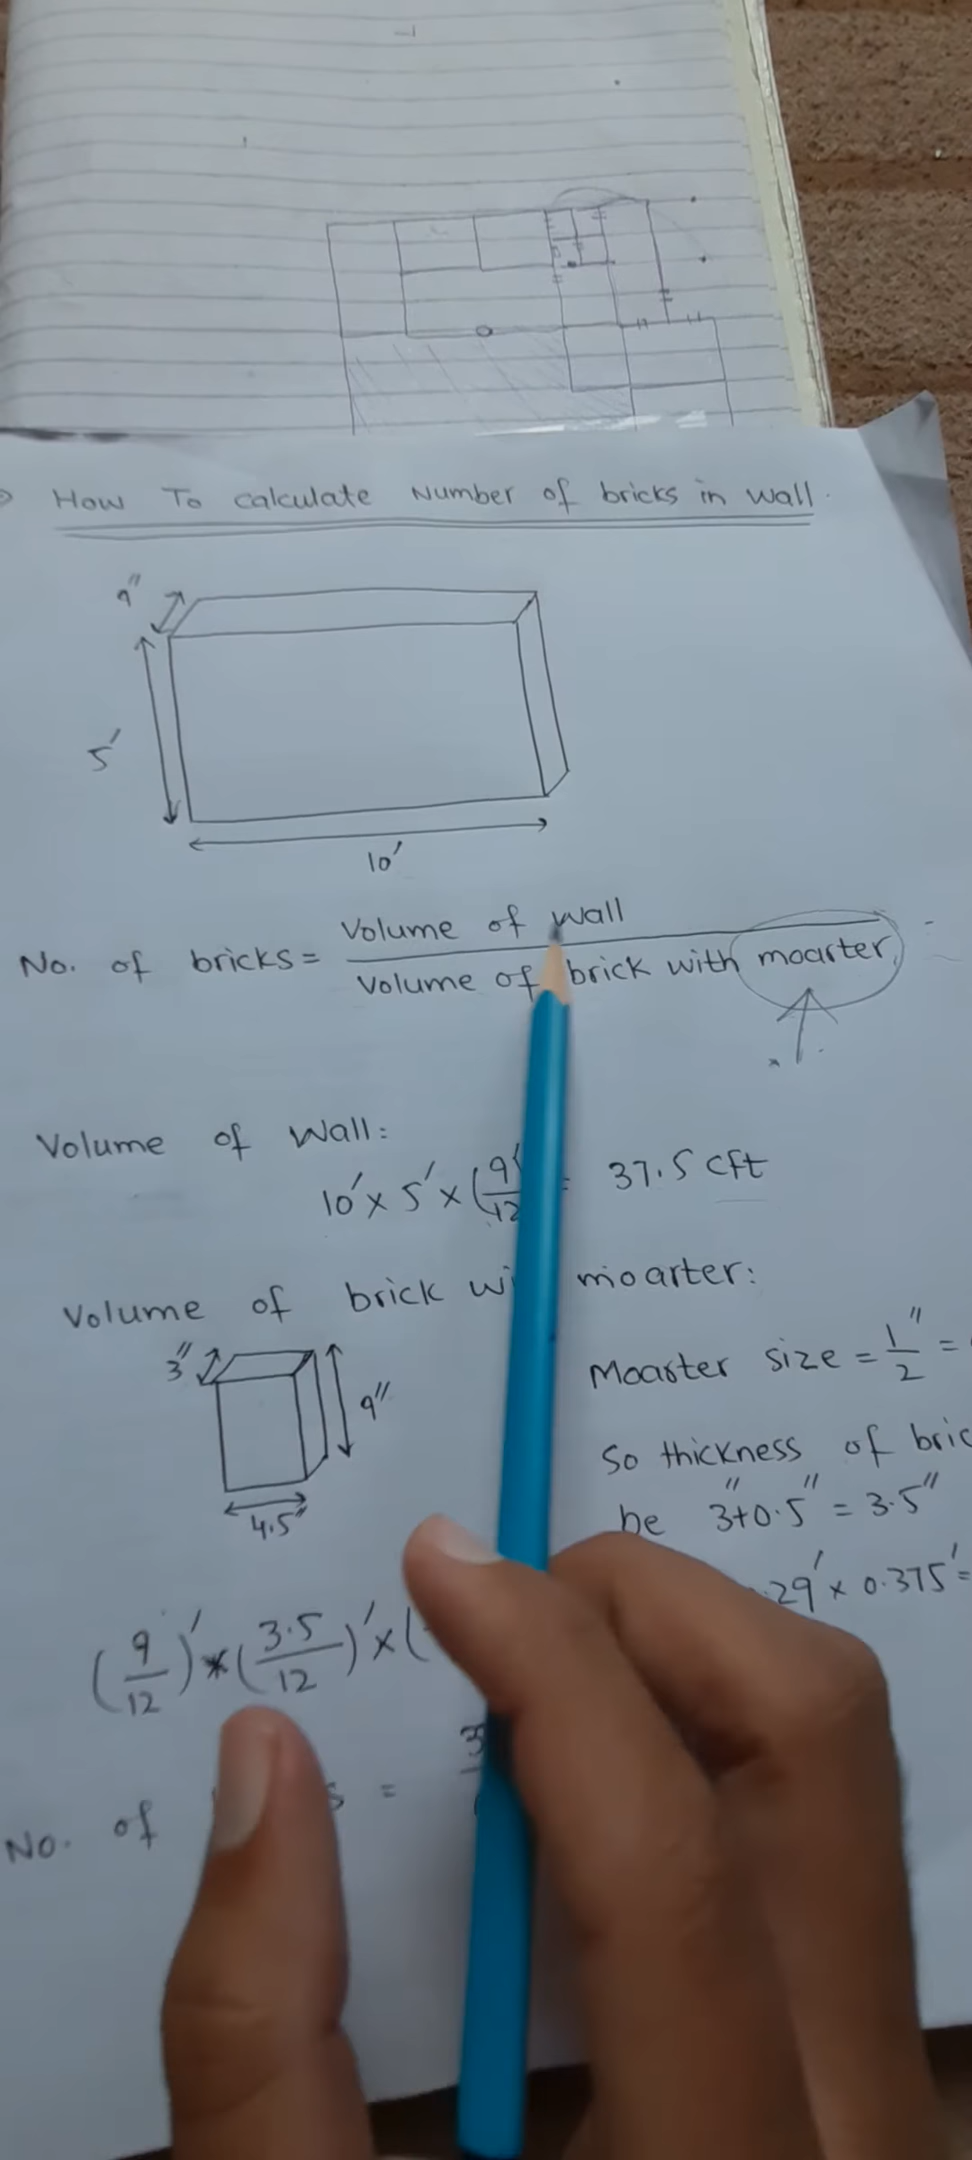 How To calculate Number of bricks in wall.
9"
5'
10'
No. of bricks = Volume of wall
Volume of brick with moarter
Volume of Wall:
10' x 5' x (9
12 = 37.5 cft
Volume of brick wi moarter:
3"
9"
4.5"
Moarter size = 1"/2 =
So thickness of bric
be 3"+0.5" = 3.5"
.29' x 0.375' =
(9/12)' x (3.5/12)' x (
No. of s = 3